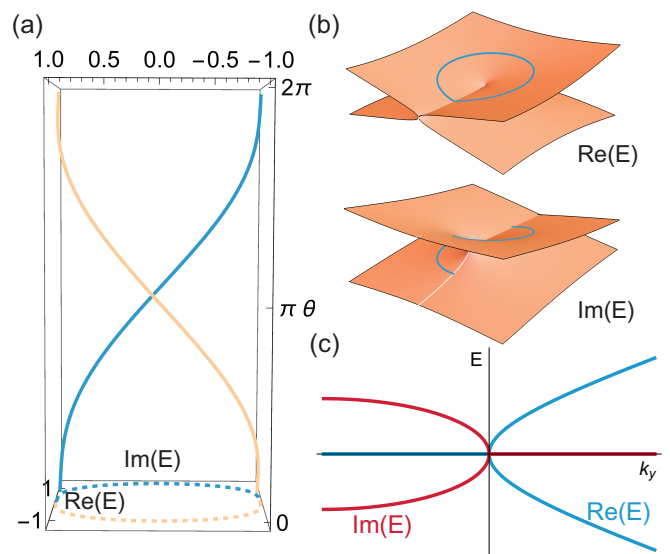 (a)
1.0 0.5 0.0 −0.5 −1.0
2π
π θ
Im(E)
1
Re(E)
−1
0
(b)
Re(E)
Im(E)
(c)
E
k_y
Im(E)
Re(E)